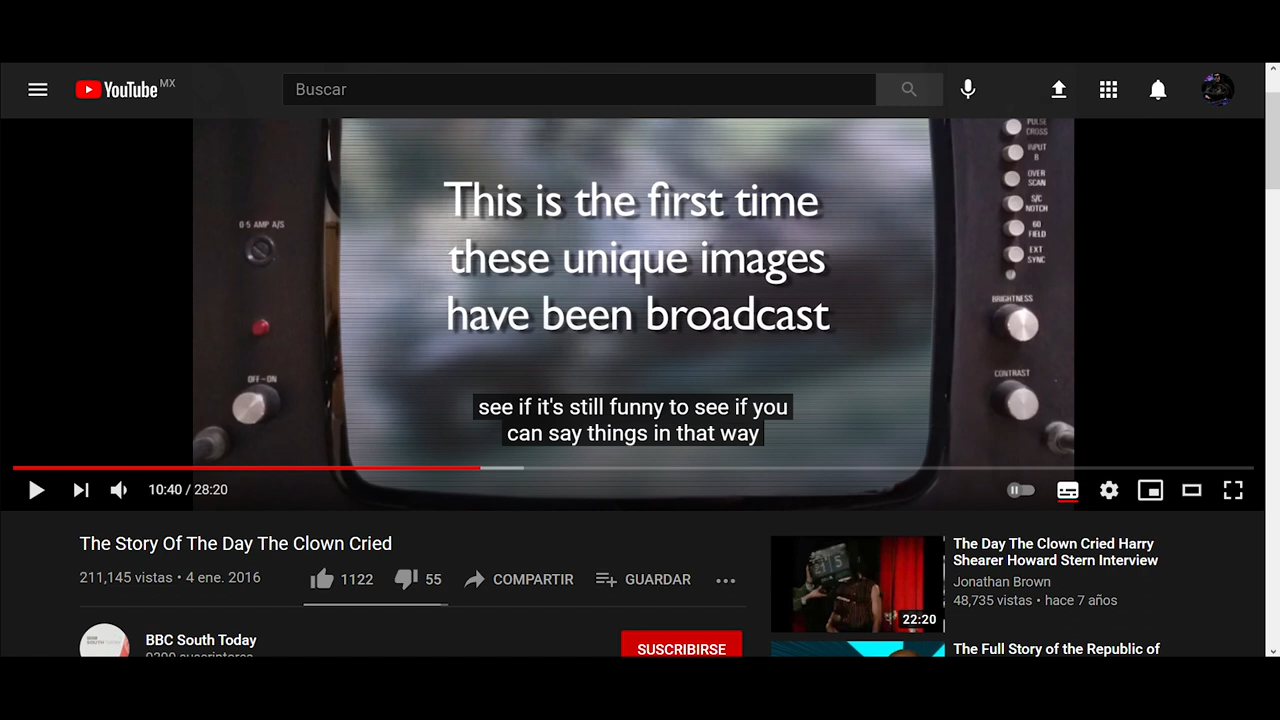 YouTube MX
Buscar
This is the first time
these unique images
have been broadcast
see if it's still funny to see if you
can say things in that way
0 5 AMP A/S
OFF-ON
PULSE
CROSS
INPUT
B
OVER
SCAN
S/C
NOTCH
60
FIELD
EXT
SYNC
BRIGHTNESS
CONTRAST
10:40 / 28:20
The Story Of The Day The Clown Cried
211,145 vistas • 4 ene. 2016
1122
55
COMPARTIR
GUARDAR
BBC South Today
SUSCRIBIRSE
22:20
The Day The Clown Cried Harry
Shearer Howard Stern Interview
Jonathan Brown
48,735 vistas • hace 7 años
The Full Story of the Republic of